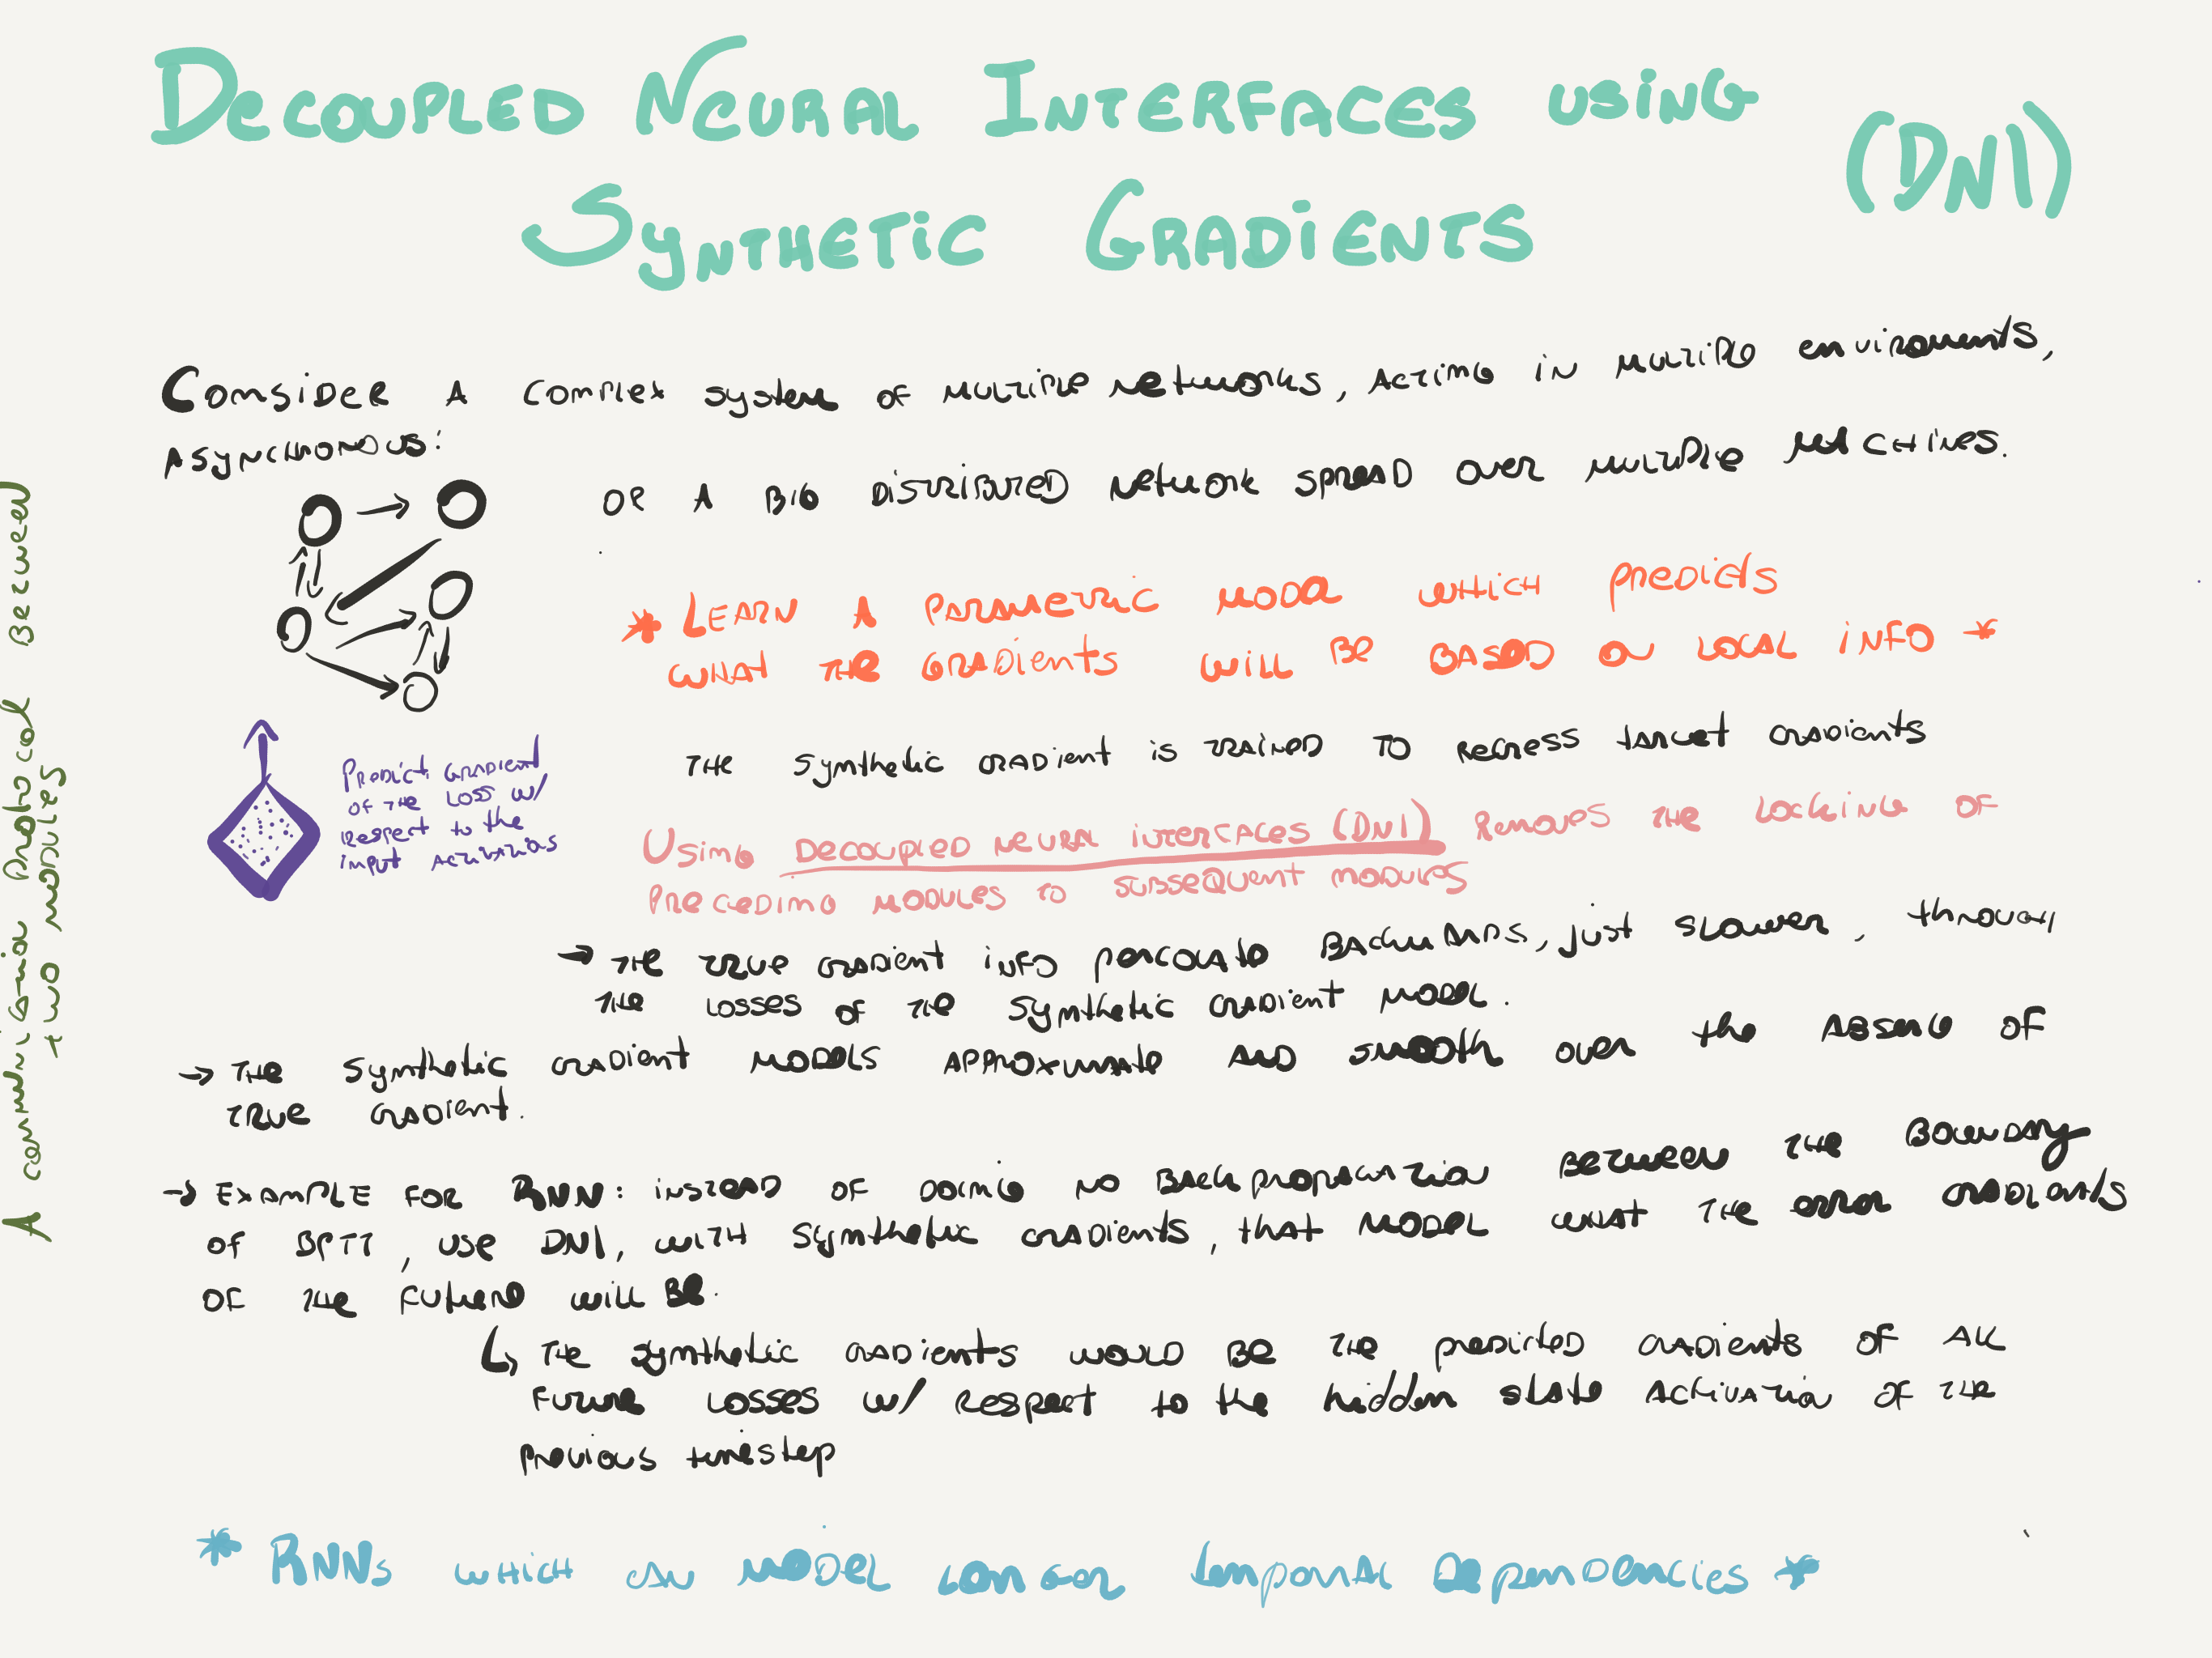 Decoupled Neural Interfaces using
(DNI)
Synthetic Gradients
Consider a complex system of multiple networks, acting in multiple enviroments,
asynchronous:
or a big distributed network spread over multiple machines.
* Learn a parametric model which predicts
what the gradients will be based on local info *
The synthetic gradient is trained to regress target gradients
Predict gradient
of the loss w/
respect to the
input activations
Using Decoupled neural interfaces (DNI) removes the locking of
preceding modules to subsequent modules
→ The true gradient info percolate backwards, just slower, through
the losses of the synthetic gradient model.
→ The synthetic gradient models approximate and smooth over the absence of
true gradient.
→ Example for RNN: instead of doing no backpropagation between the boundary
of BPTT, use DNI, with synthetic gradients, that model what the error gradients
of the future will be.
↳ The synthetic gradients would be the predicted gradients of all
future losses w/ respect to the hidden state activation of the
previous timestep
* RNNs which can model longer temporal dependencies *
A communication protocol between
two modules